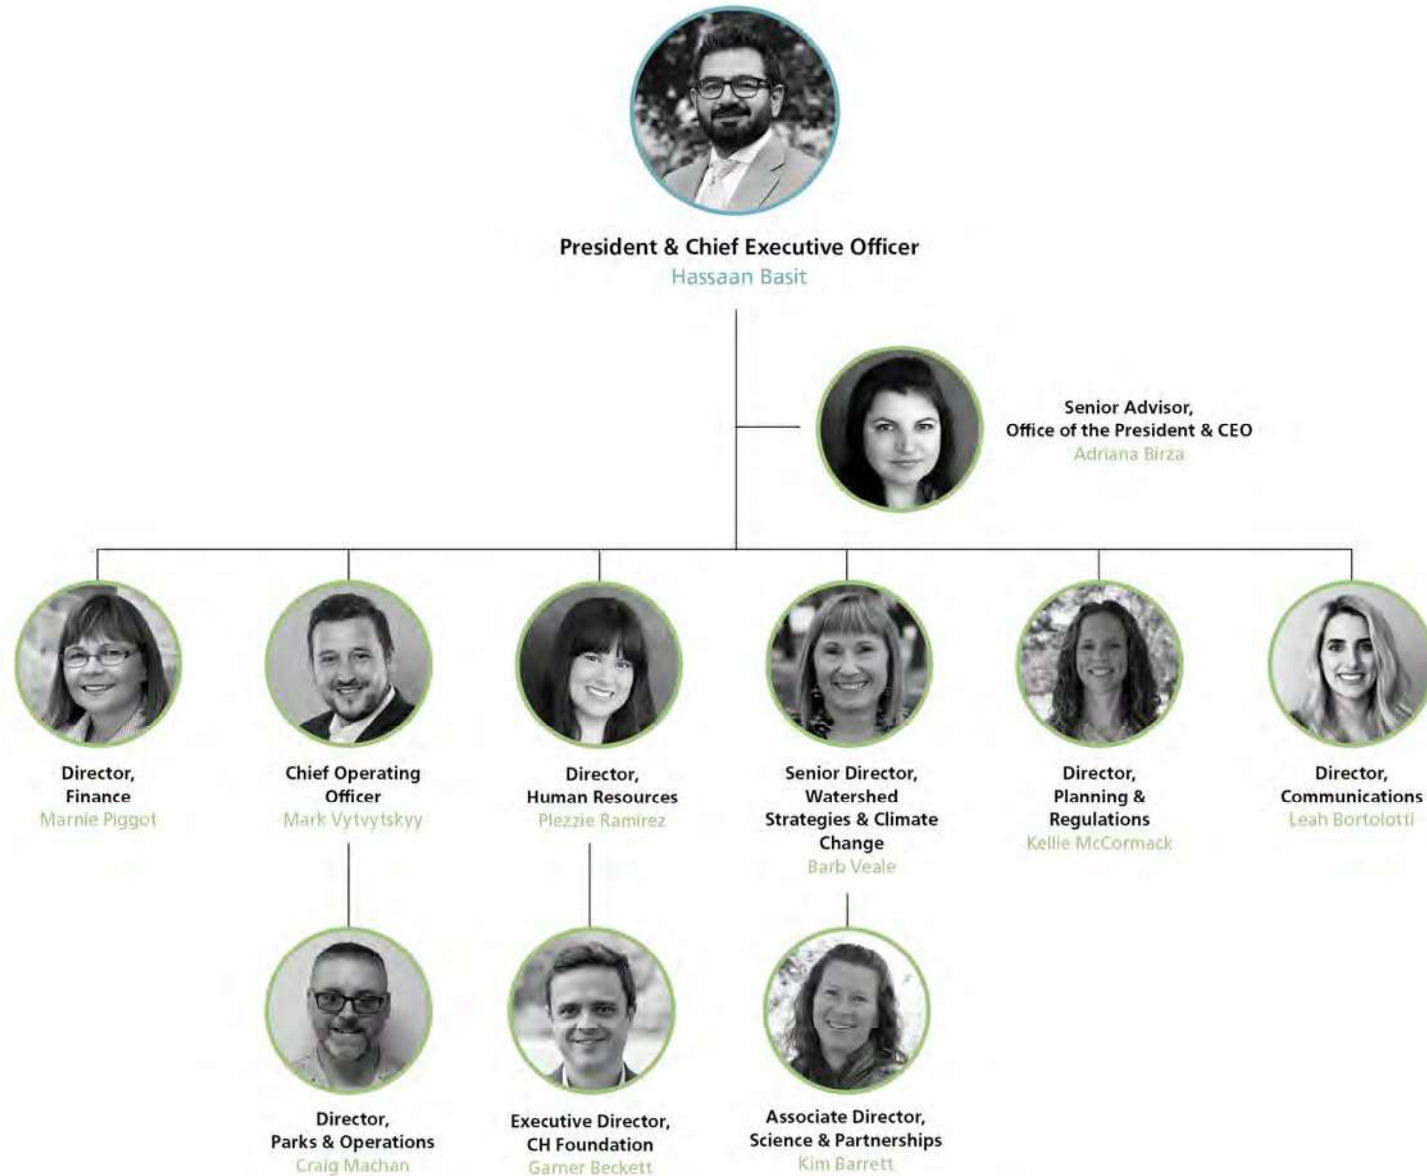 President & Chief Executive Officer
Hassaan Basit
Senior Advisor,
Office of the President & CEO
Adriana Birza
Director,
Finance
Marnie Piggot
Chief Operating
Officer
Mark Vytvytskyy
Director,
Human Resources
Plezzie Ramirez
Senior Director,
Watershed
Strategies & Climate
Change
Barb Veale
Director,
Planning &
Regulations
Kellie McCormack
Director,
Communications
Leah Bortolotti
Director,
Parks & Operations
Craig Machan
Executive Director,
CH Foundation
Garner Beckett
Associate Director,
Science & Partnerships
Kim Barrett